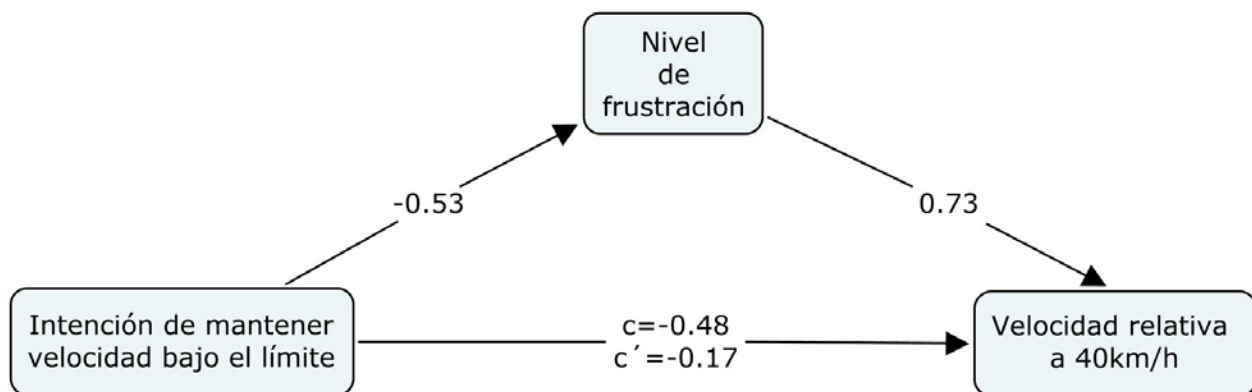 Nivel
de
frustración
-0.53
0.73
Intención de mantener
velocidad bajo el límite
c=-0.48
c´=-0.17
Velocidad relativa
a 40km/h